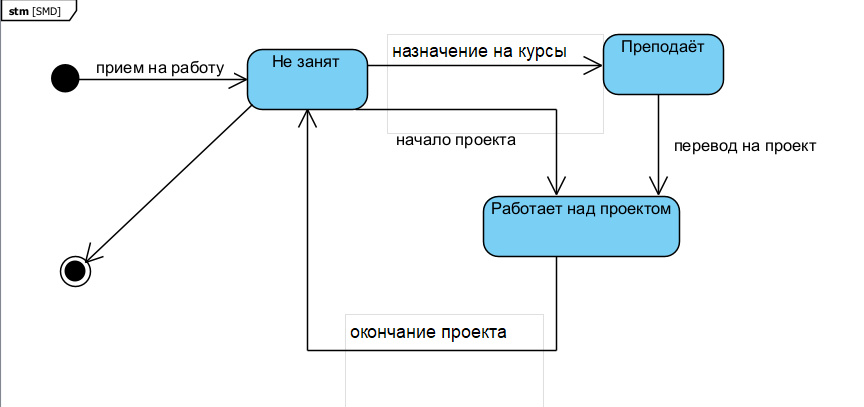 stm [SMD]
прием на работу
Не занят
назначение на курсы
Преподаёт
начало проекта
перевод на проект
Работает над проектом
окончание проекта